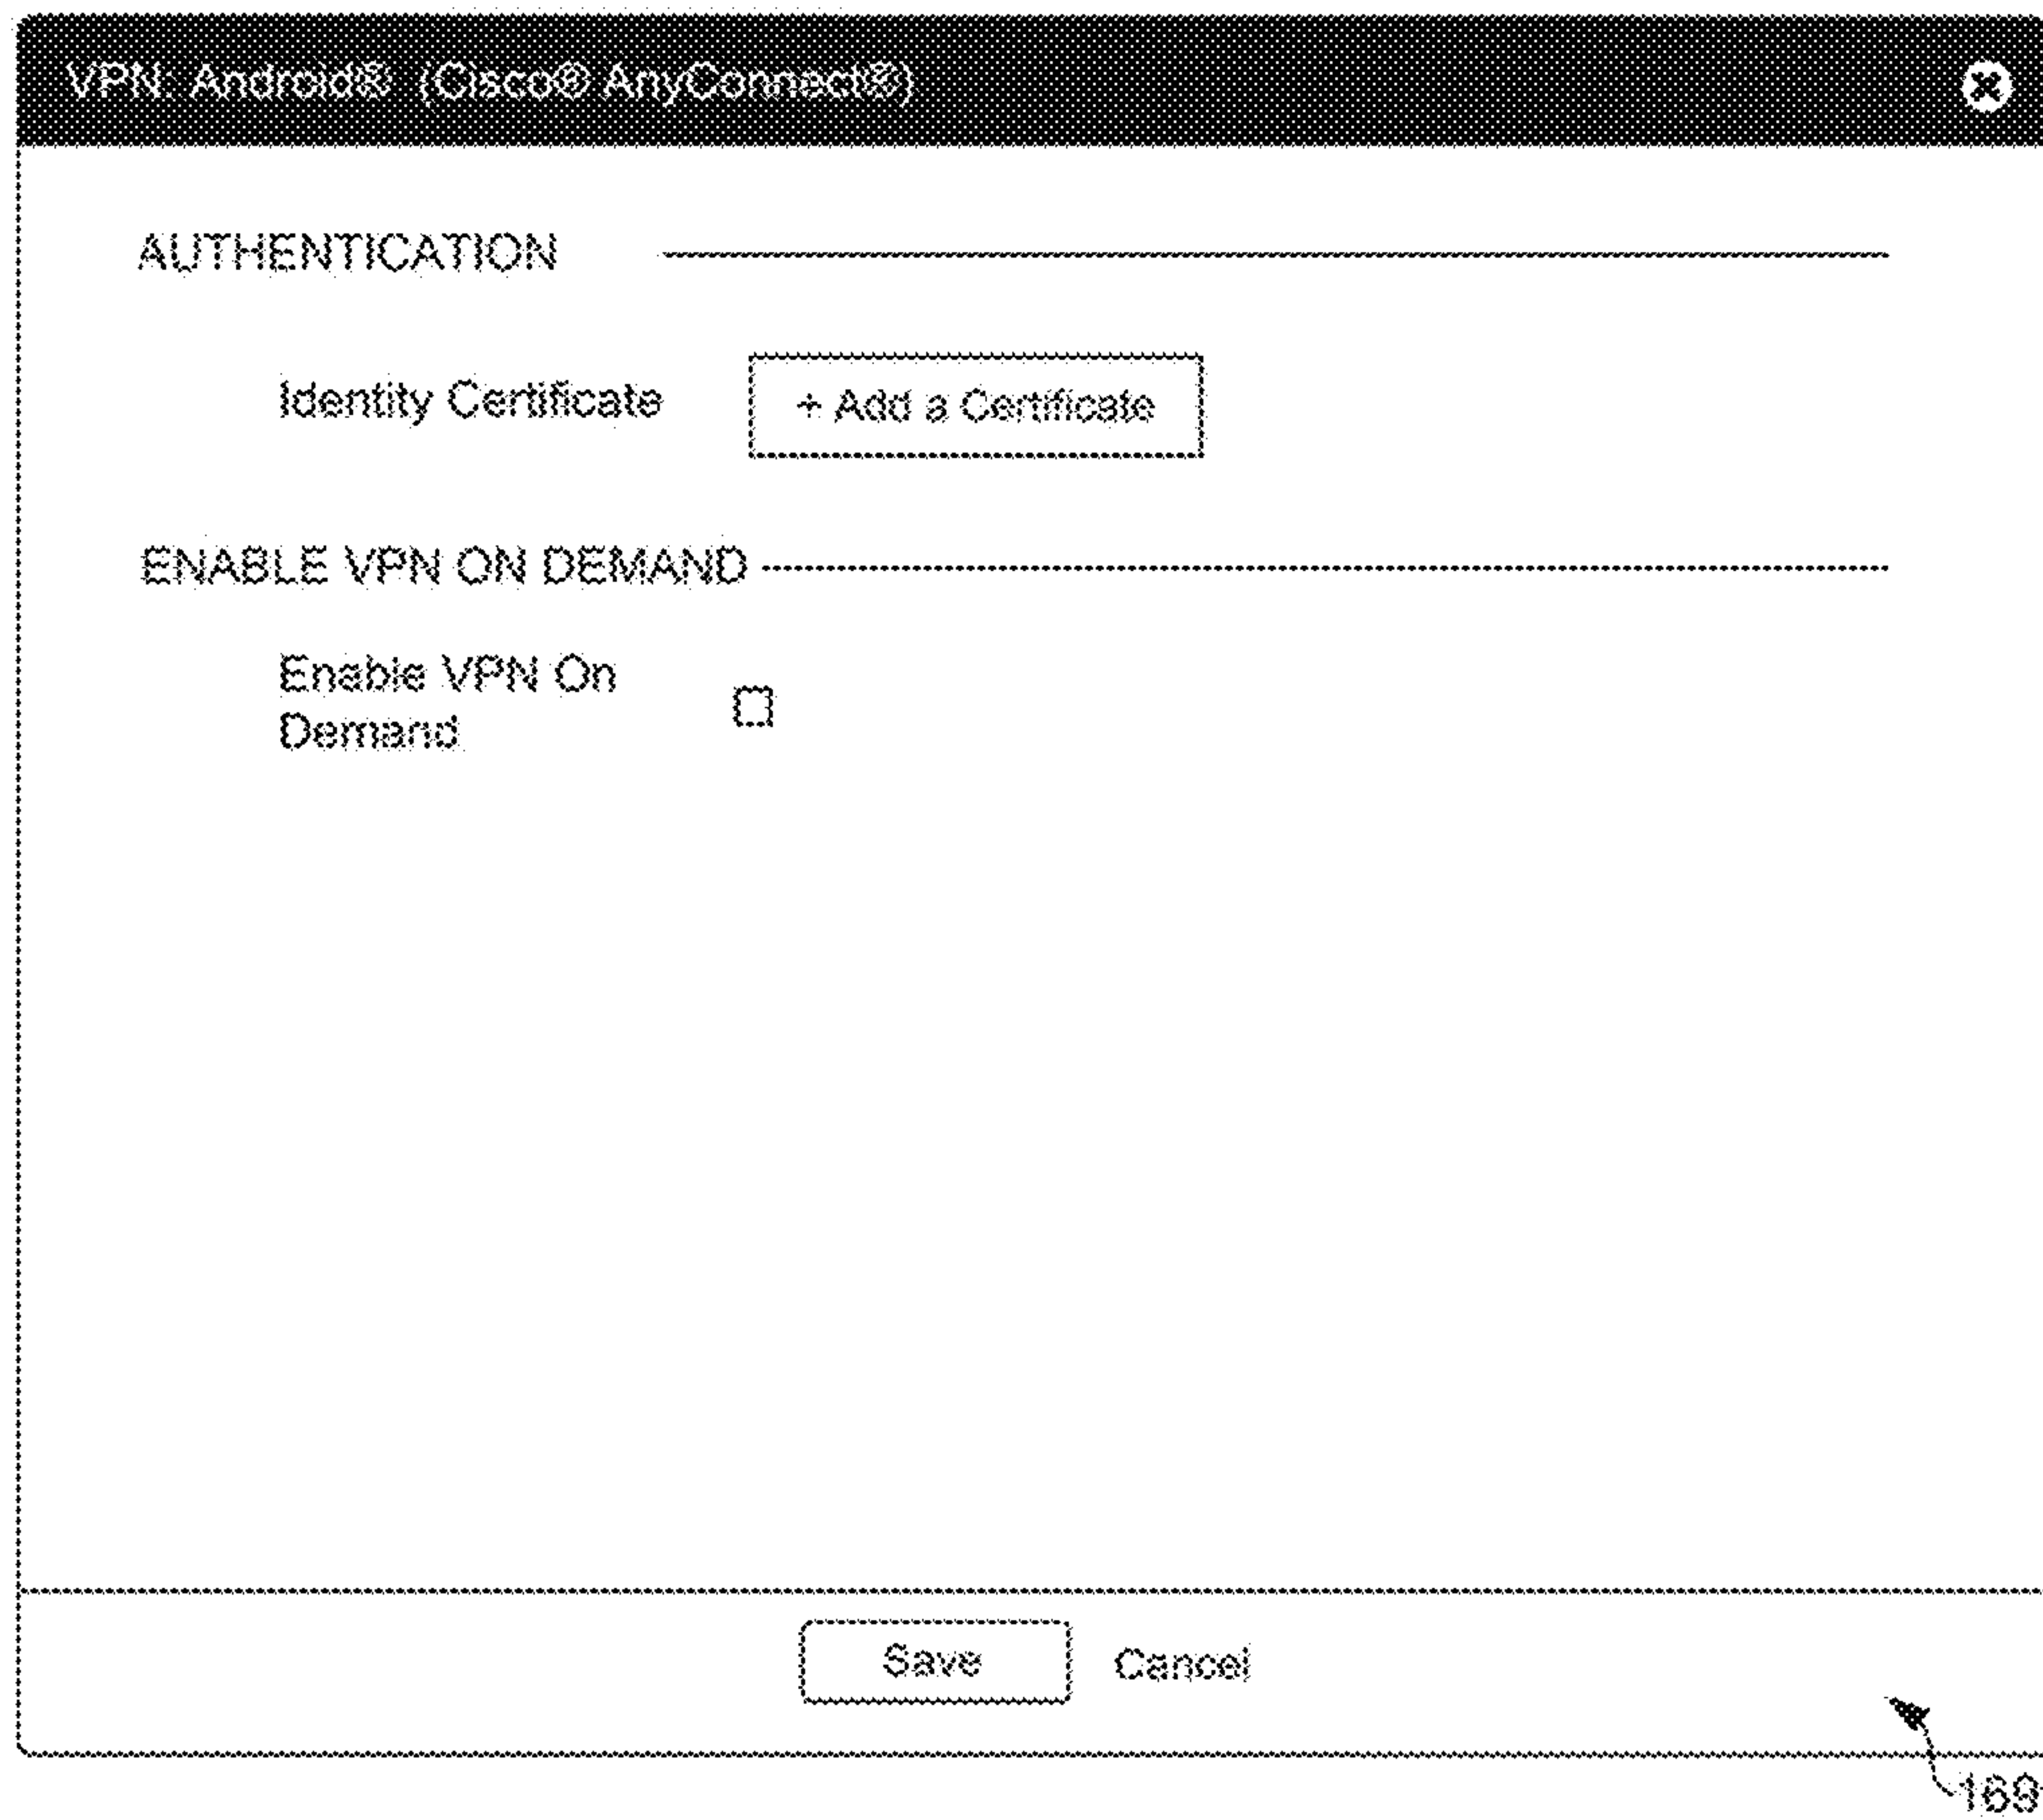 VPN: Android® (Cisco® AnyConnect®)
AUTHENTICATION
Identity Certificate
+ Add a Certificate
ENABLE VPN ON DEMAND
Enable VPN On
Demand
Save
Cancel